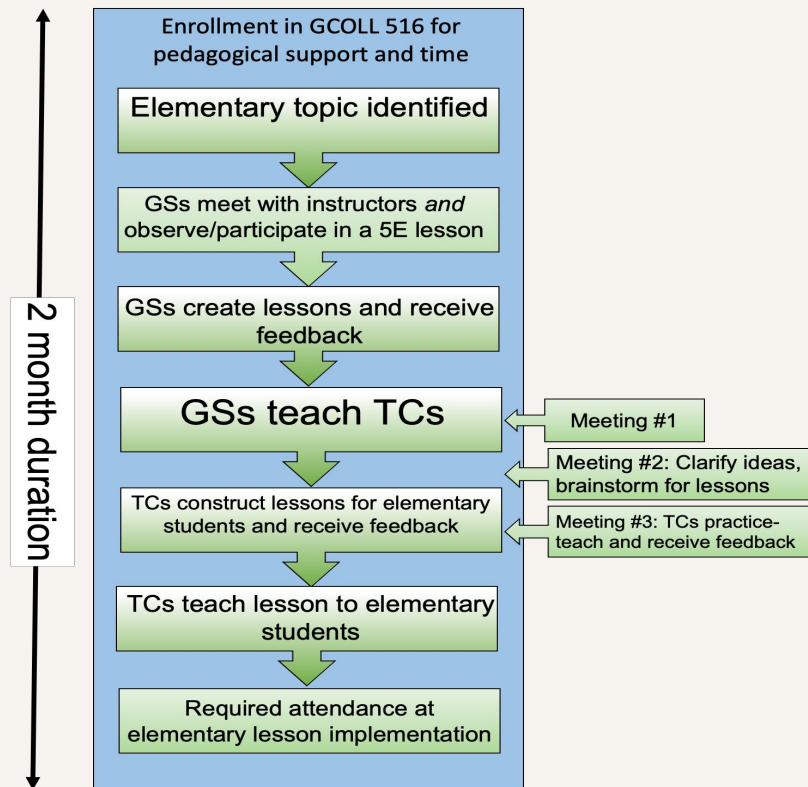 Enrollment in GCOLL 516 for
pedagogical support and time
Elementary topic identified
GSs meet with instructors and
observe/participate in a 5E lesson
GSs create lessons and receive
feedback
GSs teach TCs
Meeting #1
Meeting #2: Clarify ideas,
brainstorm for lessons
TCs construct lessons for elementary
students and receive feedback
Meeting #3: TCs practice-
teach and receive feedback
TCs teach lesson to elementary
students
Required attendance at
elementary lesson implementation
2 month duration